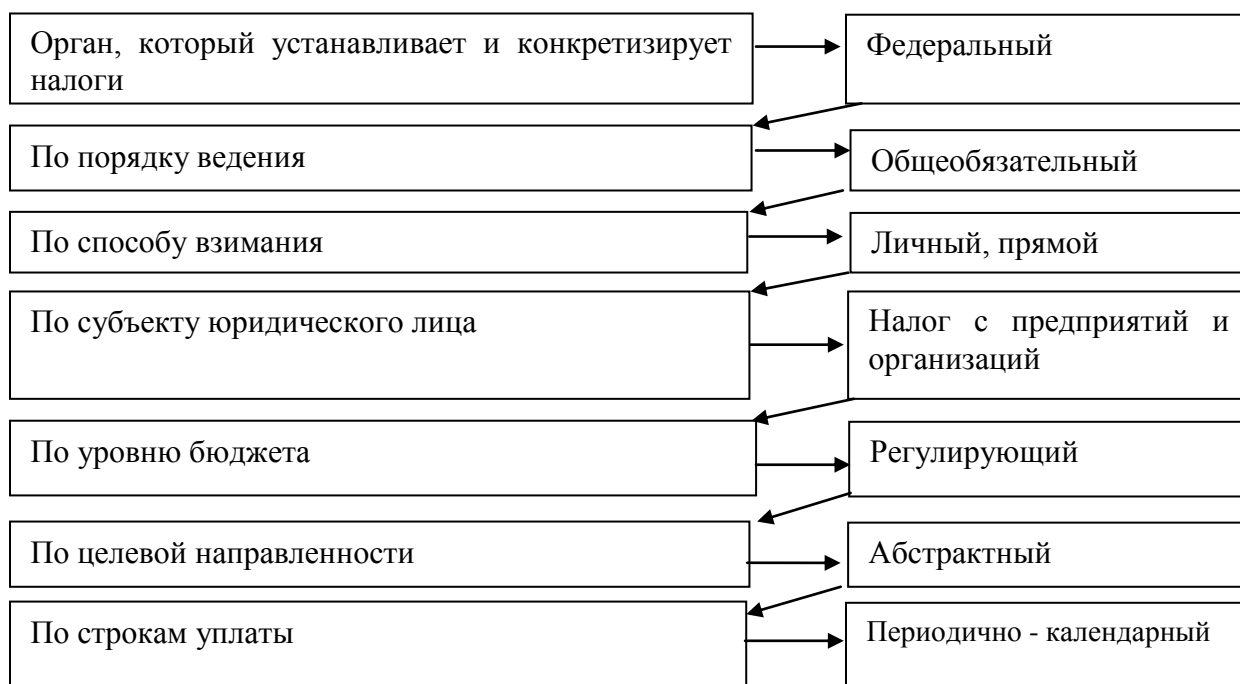 Орган, который устанавливает и конкретизирует
налоги
Федеральный
По порядку ведения
Общеобязательный
По способу взимания
Личный, прямой
По субъекту юридического лица
Налог с предприятий и
организаций
По уровню бюджета
Регулирующий
По целевой направленности
Абстрактный
По строкам уплаты
Периодично - календарный